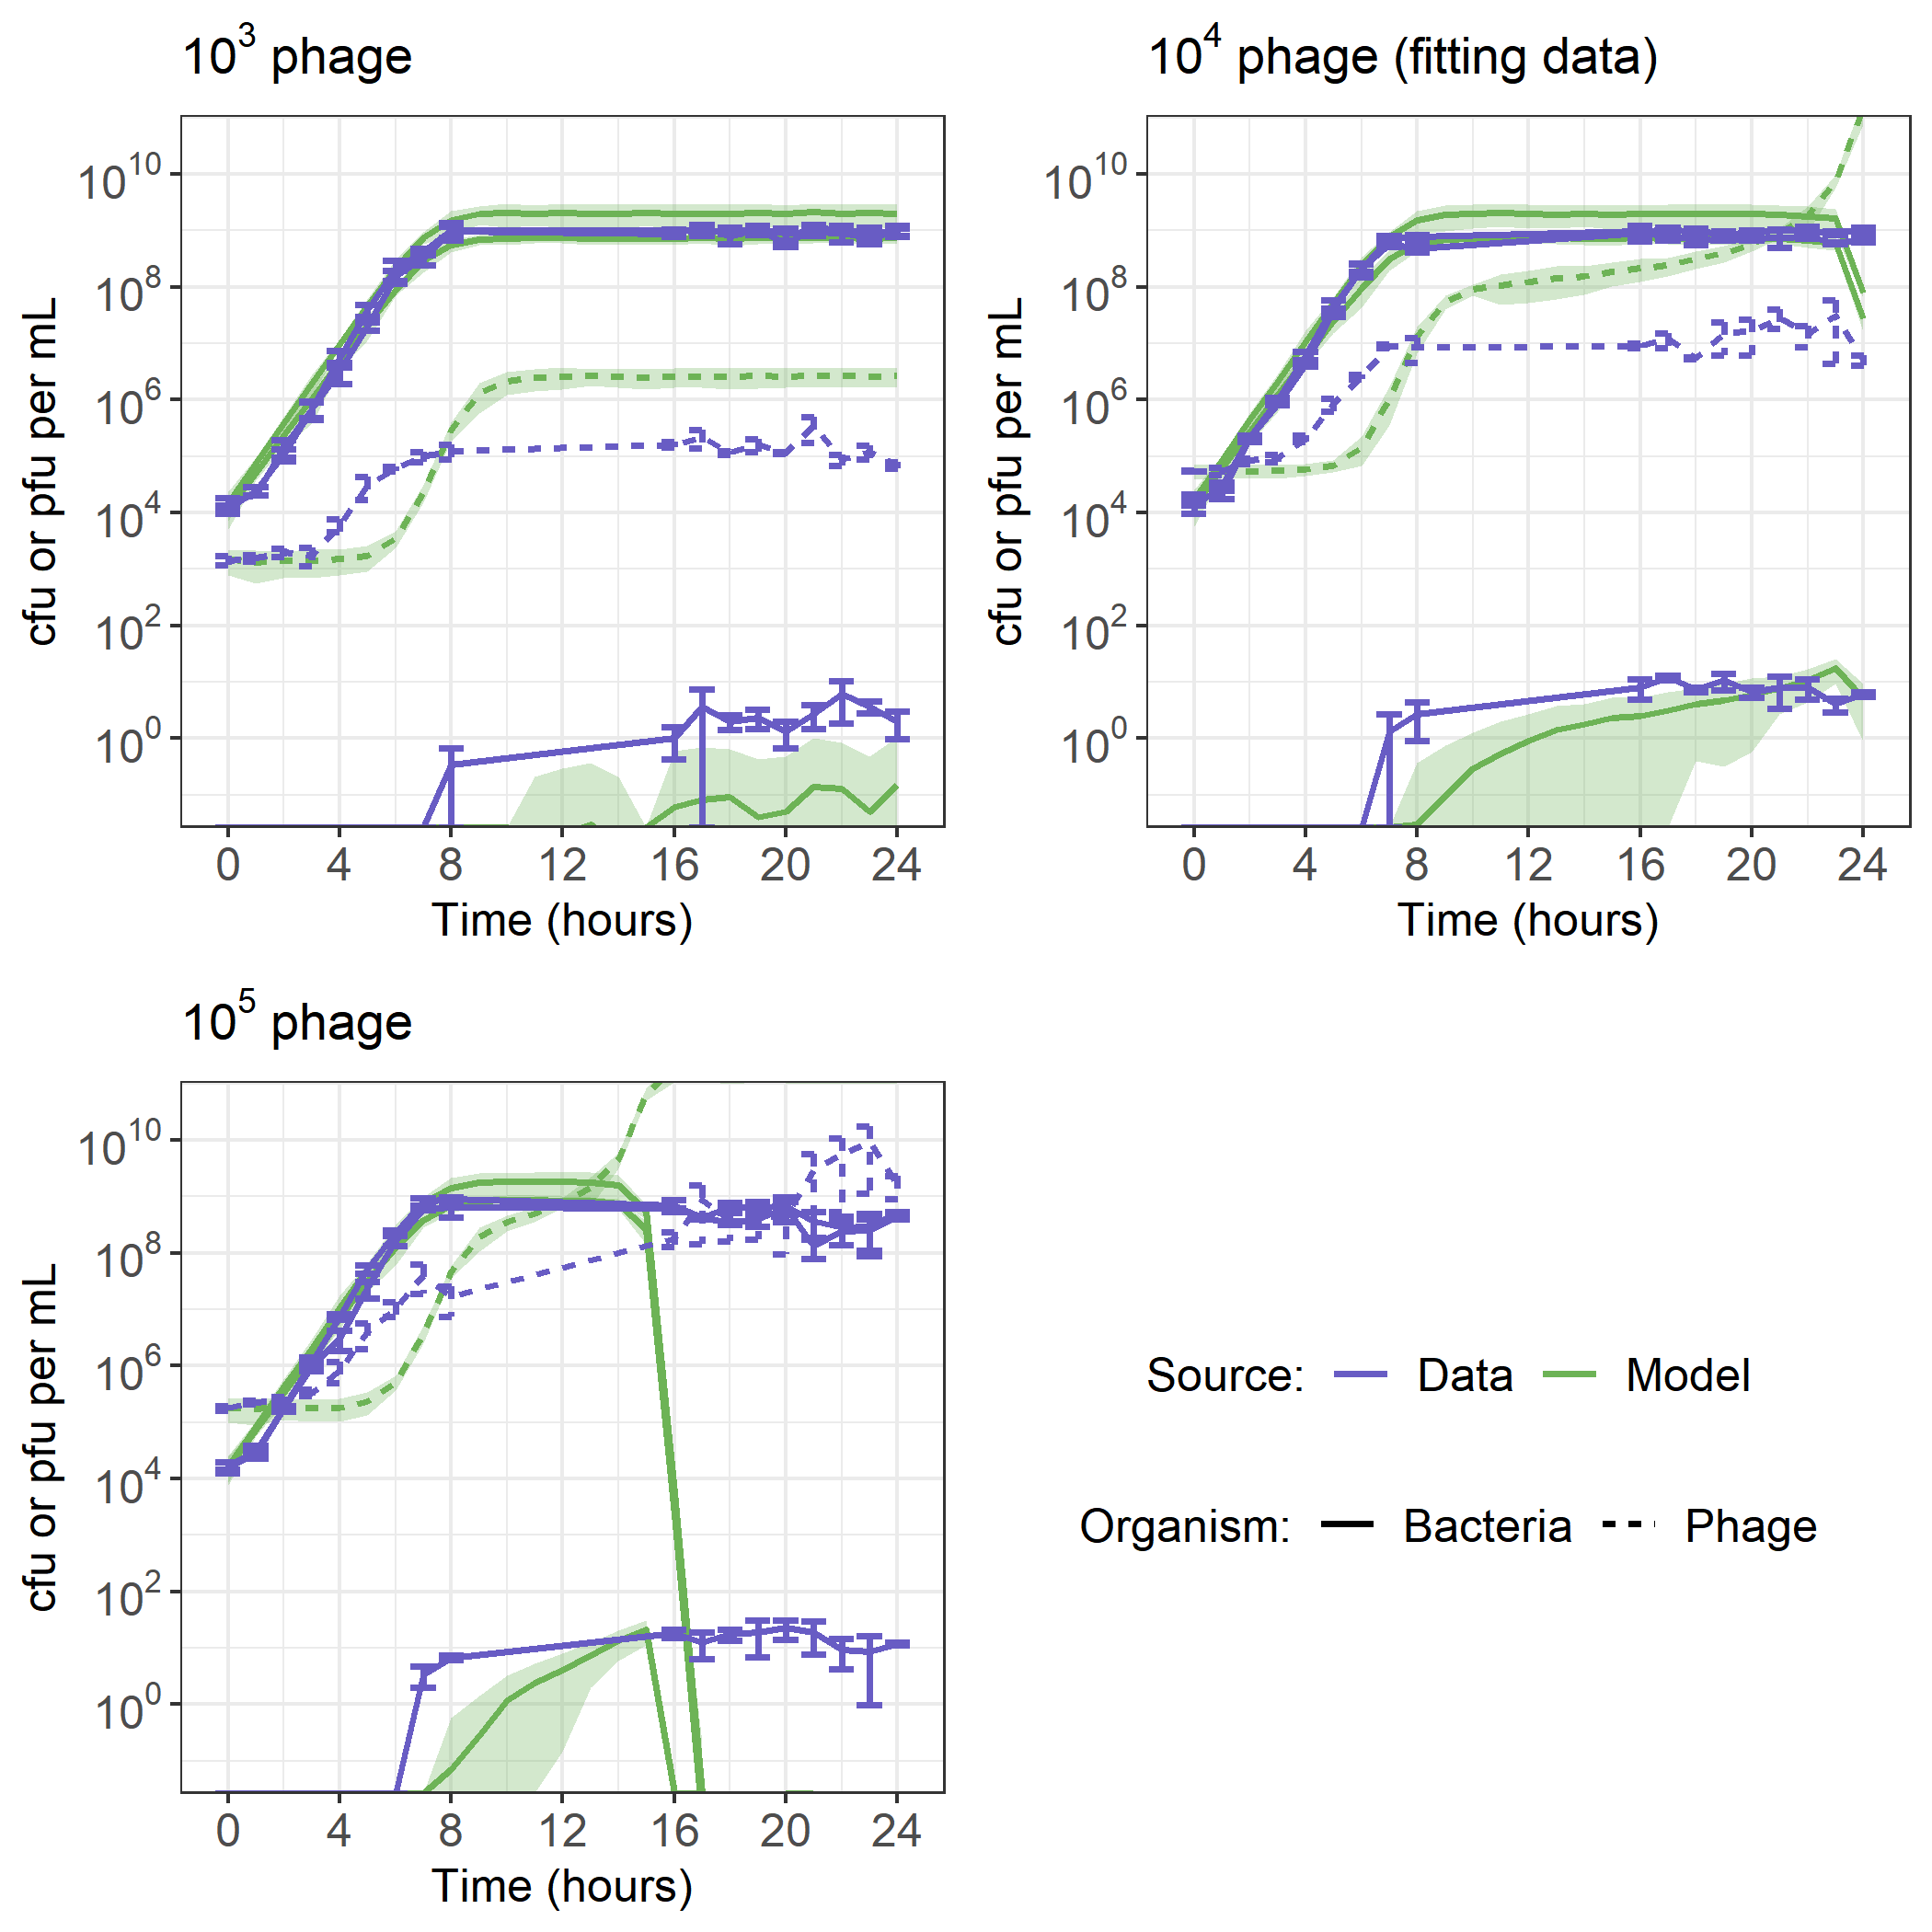 10³ phage
10⁴ phage (fitting data)
cfu or pfu per mL
10¹⁰
10⁸
10⁶
10⁴
10²
10⁰
0 4 8 12 16 20 24
Time (hours)
cfu or pfu per mL
10¹⁰
10⁸
10⁶
10⁴
10²
10⁰
0 4 8 12 16 20 24
Time (hours)
10⁵ phage
cfu or pfu per mL
10¹⁰
10⁸
10⁶
10⁴
10²
10⁰
0 4 8 12 16 20 24
Time (hours)
Source: Data Model
Organism: Bacteria Phage